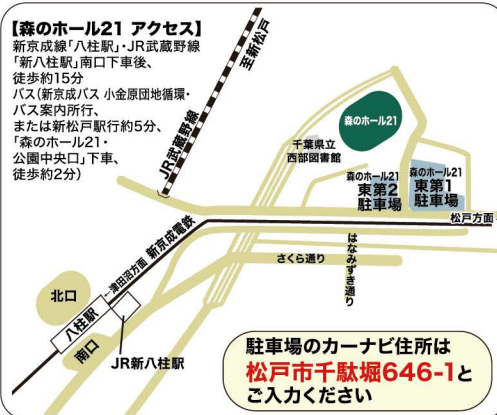 【森のホール21 アクセス】
新京成線「八柱駅」・JR武蔵野線
「新八柱駅」南口下車後、
徒歩約15分
バス(新京成バス 小金原団地循環・
バス案内所行、
または新松戸駅行約5分、
「森のホール21・
公園中央口」下車、
徒歩約2分)
至新松戸
JR武蔵野線
森のホール21
千葉県立
西部図書館
森のホール21
東第2
駐車場
森のホール21
東第1
駐車場
松戸方面
新京成電鉄
←津田沼方面
はなみずき通り
さくら通り
北口
八柱駅
南口
JR新八柱駅
駐車場のカーナビ住所は
松戸市千駄堀646-1と
ご入力ください